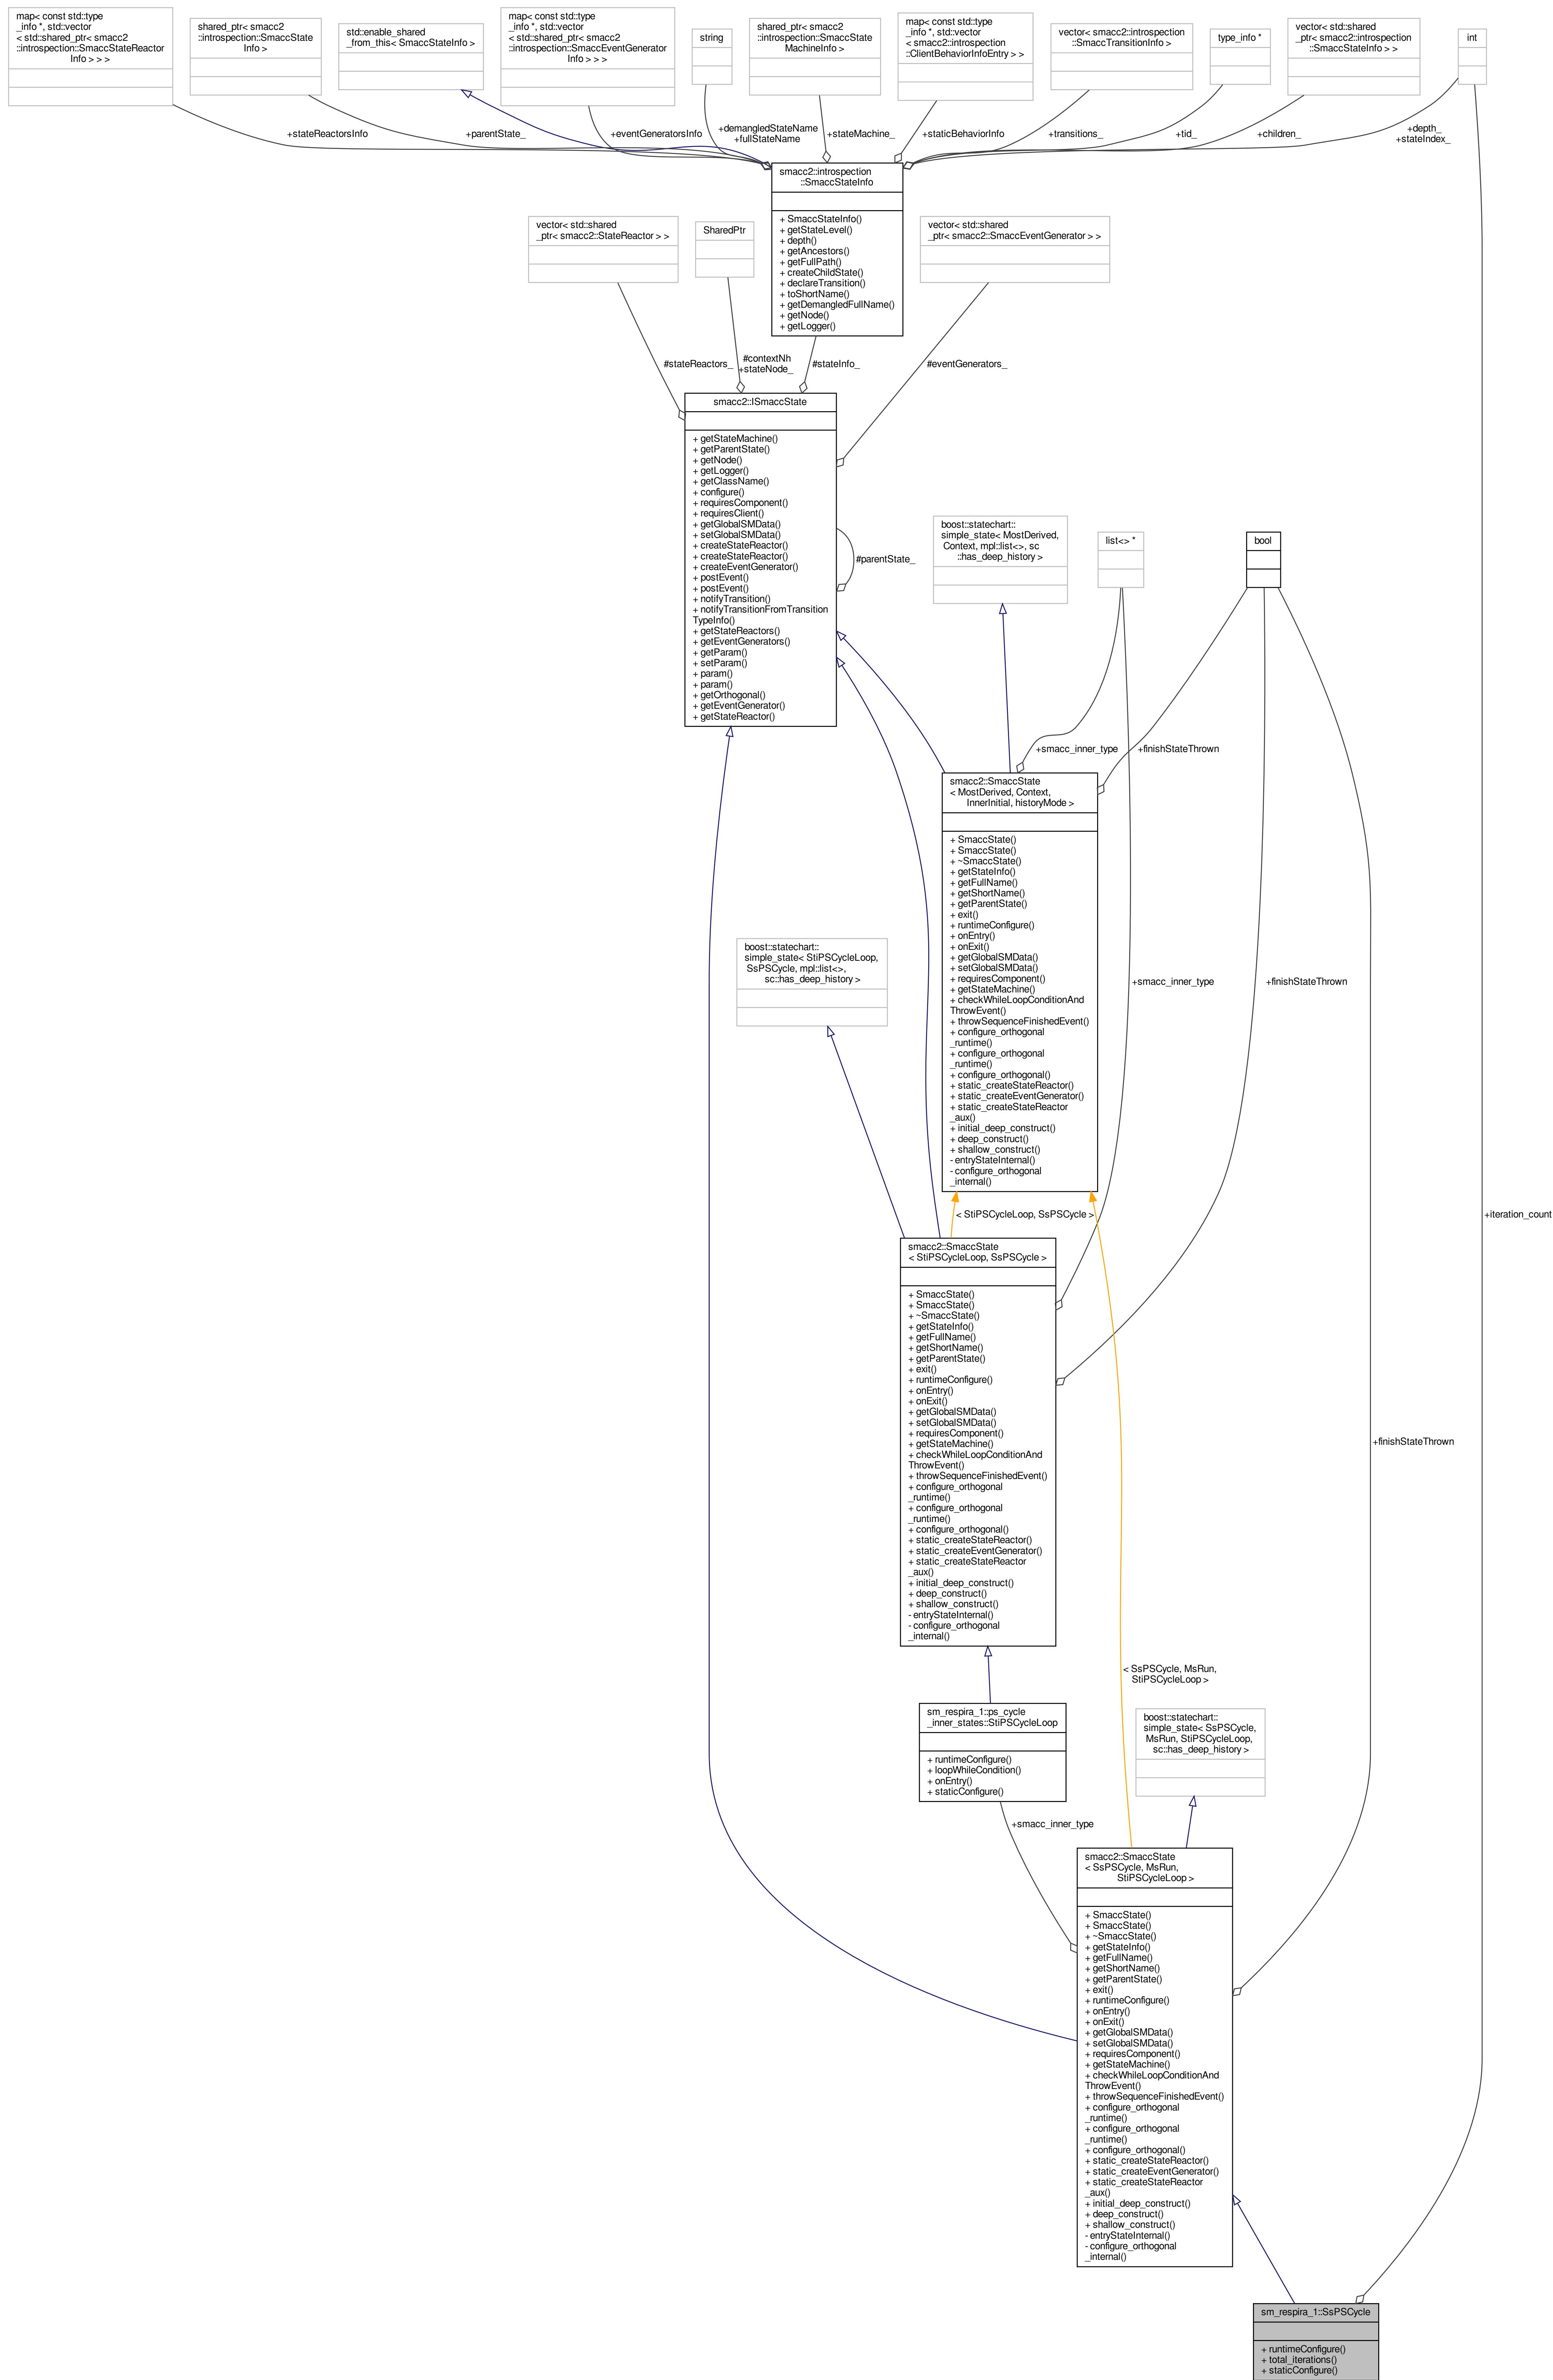 map< const std::type
_info *, std::vector
< std::shared_ptr< smacc2
::introspection::SmaccStateReactor
Info > > >
shared_ptr< smacc2
::introspection::SmaccState
Info >
std::enable_shared
_from_this< SmaccStateInfo >
map< const std::type
_info *, std::vector
< std::shared_ptr< smacc2
::introspection::SmaccEventGenerator
Info > > >
string
shared_ptr< smacc2
::introspection::SmaccState
MachineInfo >
map< const std::type
_info *, std::vector
< smacc2::introspection
::ClientBehaviorInfoEntry > >
vector< smacc2::introspection
::SmaccTransitionInfo >
type_info *
vector< std::shared
_ptr< smacc2::introspection
::SmaccStateInfo > >
int
+stateReactorsInfo
+parentState_
+eventGeneratorsInfo
+demangledStateName
+fullStateName
+stateMachine_
+staticBehaviorInfo
+transitions_
+tid_
+children_
+depth_
+stateIndex_
smacc2::introspection
::SmaccStateInfo
+ SmaccStateInfo()
+ getStateLevel()
+ depth()
+ getAncestors()
+ getFullPath()
+ createChildState()
+ declareTransition()
+ toShortName()
+ getDemangledFullName()
+ getNode()
+ getLogger()
vector< std::shared
_ptr< smacc2::StateReactor > >
SharedPtr
vector< std::shared
_ptr< smacc2::SmaccEventGenerator > >
#stateReactors_
#contextNh
+stateNode_
#stateInfo_
#eventGenerators_
smacc2::ISmaccState
+ getStateMachine()
+ getParentState()
+ getNode()
+ getLogger()
+ getClassName()
+ configure()
+ requiresComponent()
+ requiresClient()
+ getGlobalSMData()
+ setGlobalSMData()
+ createStateReactor()
+ createStateReactor()
+ createEventGenerator()
+ postEvent()
+ postEvent()
+ notifyTransition()
+ notifyTransitionFromTransition
TypeInfo()
+ getStateReactors()
+ getEventGenerators()
+ getParam()
+ setParam()
+ param()
+ param()
+ getOrthogonal()
+ getEventGenerator()
+ getStateReactor()
#parentState_
boost::statechart::
simple_state< MostDerived,
Context, mpl::list<>, sc
::has_deep_history >
list<> *
bool
+smacc_inner_type
+finishStateThrown
smacc2::SmaccState
< MostDerived, Context,
InnerInitial, historyMode >
+ SmaccState()
+ SmaccState()
+ ~SmaccState()
+ getStateInfo()
+ getFullName()
+ getShortName()
+ getParentState()
+ exit()
+ runtimeConfigure()
+ onEntry()
+ onExit()
+ getGlobalSMData()
+ setGlobalSMData()
+ requiresComponent()
+ getStateMachine()
+ checkWhileLoopConditionAnd
ThrowEvent()
+ throwSequenceFinishedEvent()
+ configure_orthogonal
_runtime()
+ configure_orthogonal
_runtime()
+ configure_orthogonal()
+ static_createStateReactor()
+ static_createEventGenerator()
+ static_createStateReactor
_aux()
+ initial_deep_construct()
+ deep_construct()
+ shallow_construct()
- entryStateInternal()
- configure_orthogonal
_internal()
boost::statechart::
simple_state< StiPSCycleLoop,
SsPSCycle, mpl::list<>,
sc::has_deep_history >
+smacc_inner_type
+finishStateThrown
+iteration_count
< StiPSCycleLoop, SsPSCycle >
smacc2::SmaccState
< StiPSCycleLoop, SsPSCycle >
+ SmaccState()
+ SmaccState()
+ ~SmaccState()
+ getStateInfo()
+ getFullName()
+ getShortName()
+ getParentState()
+ exit()
+ runtimeConfigure()
+ onEntry()
+ onExit()
+ getGlobalSMData()
+ setGlobalSMData()
+ requiresComponent()
+ getStateMachine()
+ checkWhileLoopConditionAnd
ThrowEvent()
+ throwSequenceFinishedEvent()
+ configure_orthogonal
_runtime()
+ configure_orthogonal
_runtime()
+ configure_orthogonal()
+ static_createStateReactor()
+ static_createEventGenerator()
+ static_createStateReactor
_aux()
+ initial_deep_construct()
+ deep_construct()
+ shallow_construct()
- entryStateInternal()
- configure_orthogonal
_internal()
+finishStateThrown
< SsPSCycle, MsRun,
StiPSCycleLoop >
sm_respira_1::ps_cycle
_inner_states::StiPSCycleLoop
+ runtimeConfigure()
+ loopWhileCondition()
+ onEntry()
+ staticConfigure()
boost::statechart::
simple_state< SsPSCycle,
MsRun, StiPSCycleLoop,
sc::has_deep_history >
+smacc_inner_type
smacc2::SmaccState
< SsPSCycle, MsRun,
StiPSCycleLoop >
+ SmaccState()
+ SmaccState()
+ ~SmaccState()
+ getStateInfo()
+ getFullName()
+ getShortName()
+ getParentState()
+ exit()
+ runtimeConfigure()
+ onEntry()
+ onExit()
+ getGlobalSMData()
+ setGlobalSMData()
+ requiresComponent()
+ getStateMachine()
+ checkWhileLoopConditionAnd
ThrowEvent()
+ throwSequenceFinishedEvent()
+ configure_orthogonal
_runtime()
+ configure_orthogonal
_runtime()
+ configure_orthogonal()
+ static_createStateReactor()
+ static_createEventGenerator()
+ static_createStateReactor
_aux()
+ initial_deep_construct()
+ deep_construct()
+ shallow_construct()
- entryStateInternal()
- configure_orthogonal
_internal()
sm_respira_1::SsPSCycle
+ runtimeConfigure()
+ total_iterations()
+ staticConfigure()